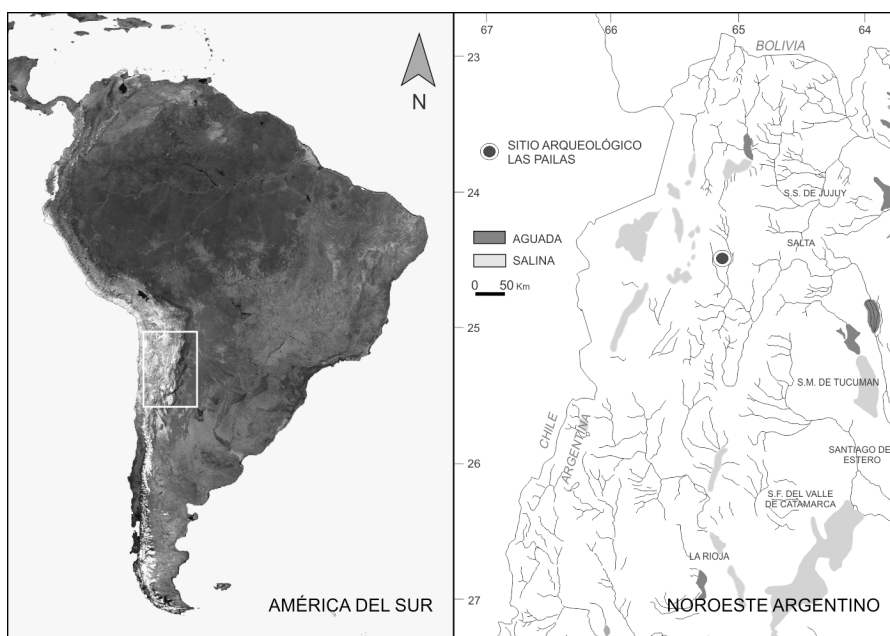 N
AMÉRICA DEL SUR
67
66
65
64
23
24
25
26
27
BOLIVIA
SITIO ARQUEOLÓGICO
LAS PAILAS
AGUADA
SALINA
0 50 Km
S.S. DE JUJUY
SALTA
S.M. DE TUCUMAN
SANTIAGO DE
ESTERO
S.F. DEL VALLE
DE CATAMARCA
LA RIOJA
CHILE
ARGENTINA
NOROESTE ARGENTINO